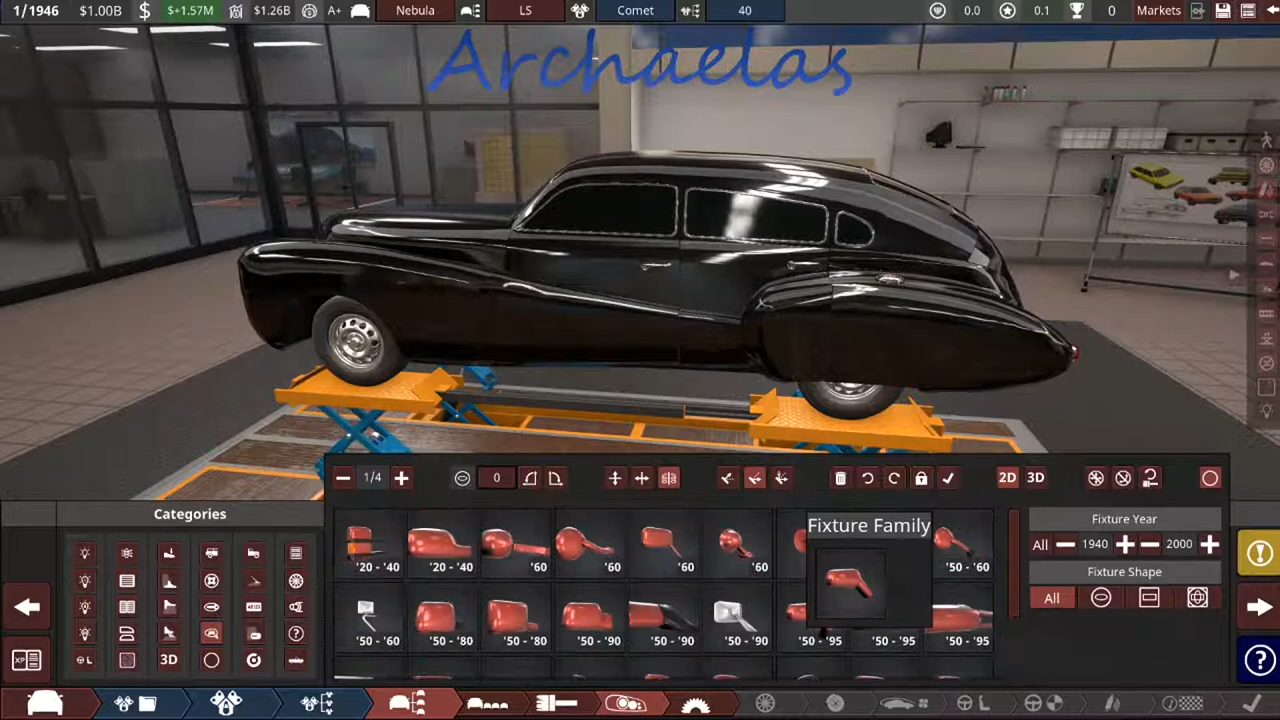 1/1946 $1.00B $+1.57M $1.26B A+ Nebula LS Comet 40 0.0 0.1 0 Markets
Archaelas
1/4 0 2D 3D
Categories
Fixture Family
Fixture Year
All 1940 2000
Fixture Shape
All
'20 - '40 '20 - '40 '60 '60 '60 '60 '50 - '60
'50 - '60 '50 - '80 '50 - '80 '50 - '90 '50 - '90 '50 - '90 '50 - '95 '50 - '95 '50 - '95
3D
XP
?